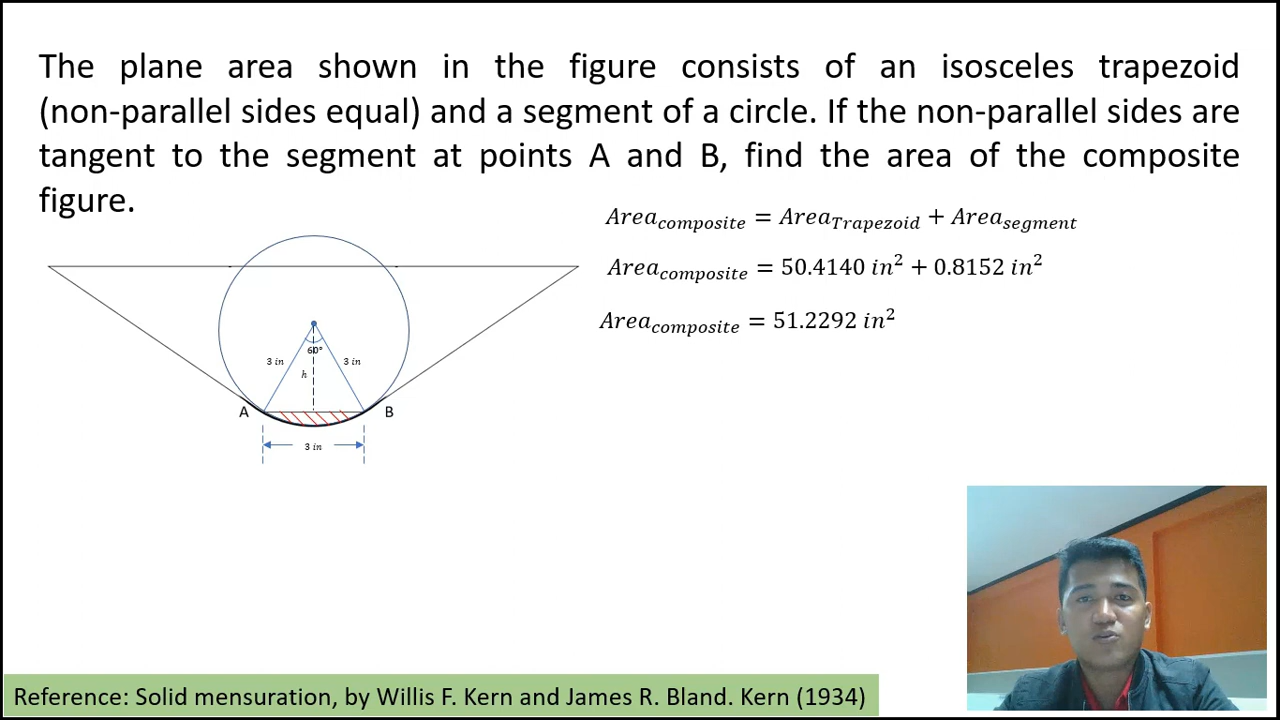 The plane area shown in the figure consists of an isosceles trapezoid
(non-parallel sides equal) and a segment of a circle. If the non-parallel sides are
tangent to the segment at points A and B, find the area of the composite
figure.
Area_composite = Area_Trapezoid + Area_segment
Area_composite = 50.4140 in² + 0.8152 in²
Area_composite = 51.2292 in²
60°
3 in
3 in
h
A
B
3 in
Reference: Solid mensuration, by Willis F. Kern and James R. Bland. Kern (1934)